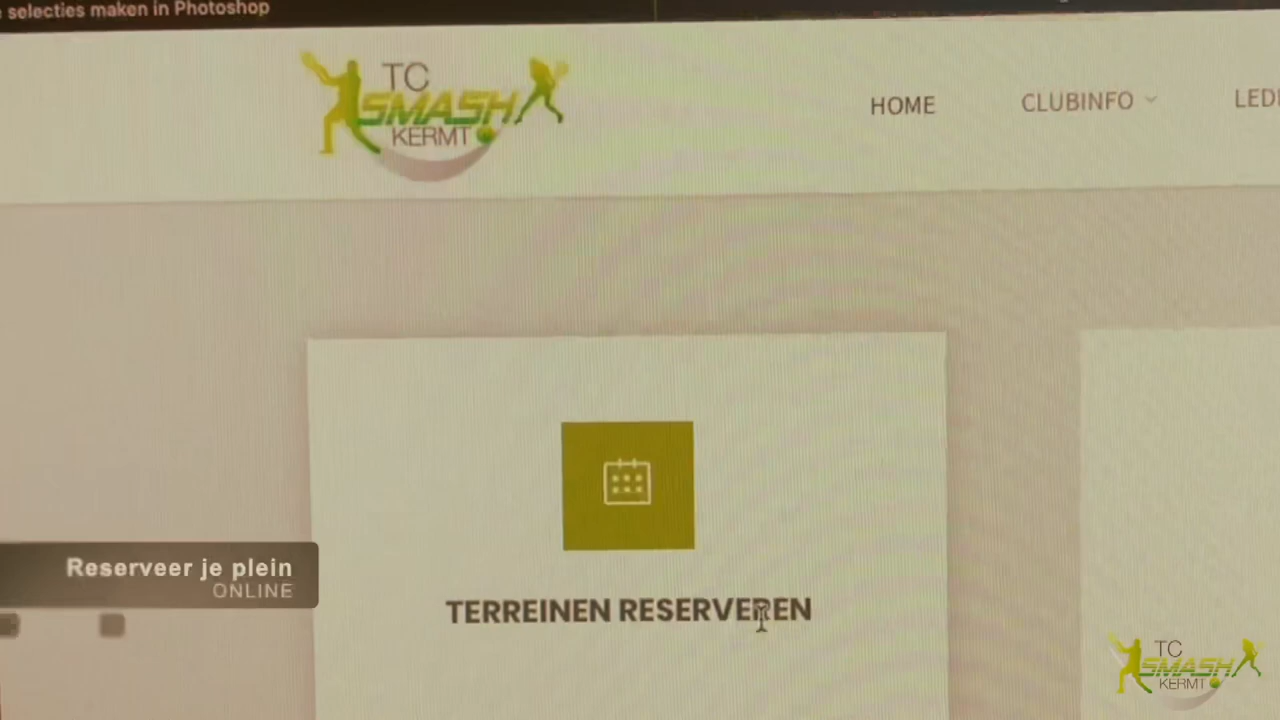 selecties maken in Photoshop
TC
SMASH
KERMT
HOME
CLUBINFO
TERREINEN RESERVEREN
Reserveer je plein
ONLINE
TC
SMASH
KERMT